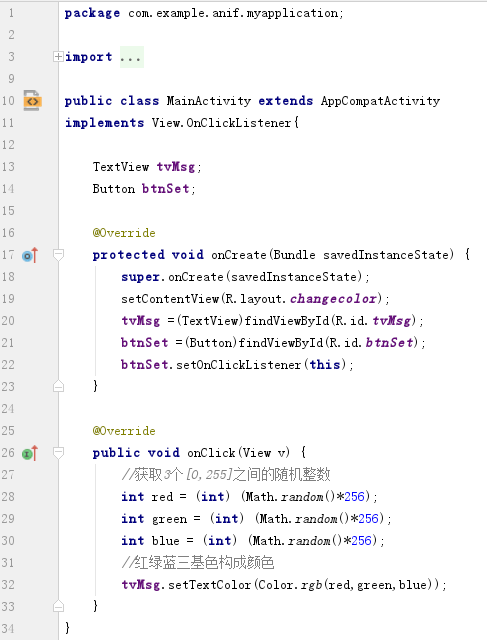 1 package com.example.anif.myapplication;
2
3 import ...
9
10 public class MainActivity extends AppCompatActivity
11 implements View.OnClickListener{
12
13 TextView tvMsg;
14 Button btnSet;
15
16 @Override
17 protected void onCreate(Bundle savedInstanceState) {
18 super.onCreate(savedInstanceState);
19 setContentView(R.layout.changecolor);
20 tvMsg =(TextView)findViewById(R.id.tvMsg);
21 btnSet =(Button)findViewById(R.id.btnSet);
22 btnSet.setOnClickListener(this);
23 }
24
25 @Override
26 public void onClick(View v) {
27 //获取3个[0,255]之间的随机整数
28 int red = (int) (Math.random()*256);
29 int green = (int) (Math.random()*256);
30 int blue = (int) (Math.random()*256);
31 //红绿蓝三基色构成颜色
32 tvMsg.setTextColor(Color.rgb(red,green,blue));
33 }
34 }